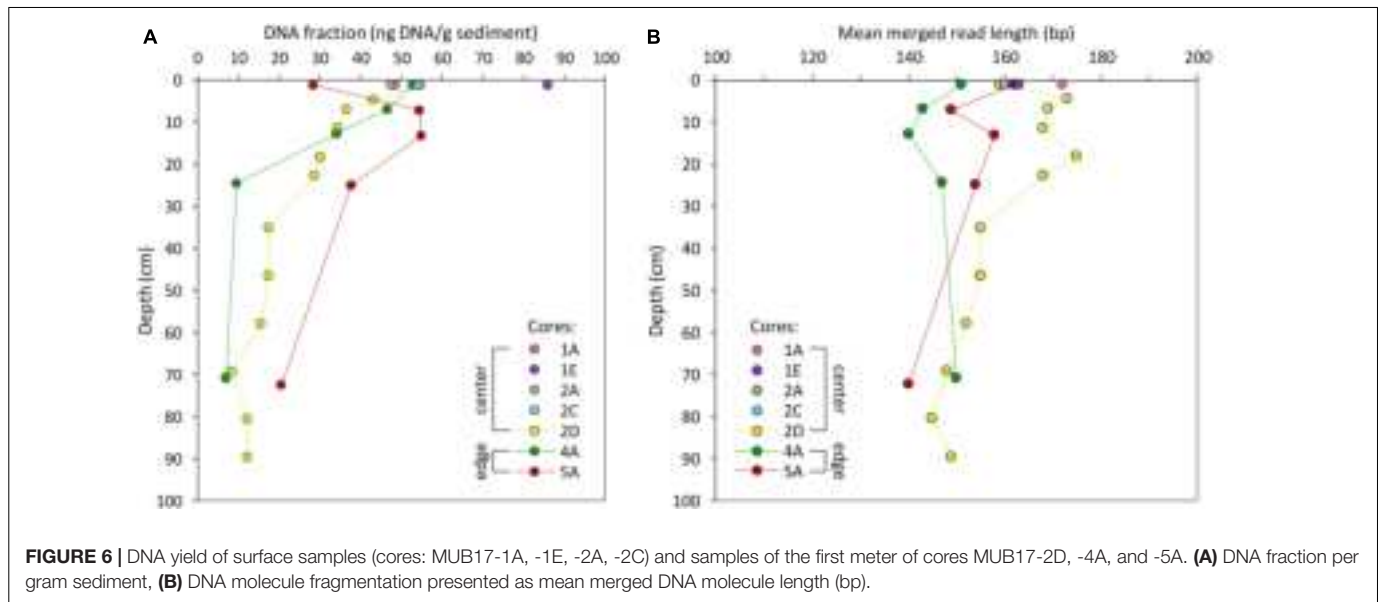 A
DNA fraction (ng DNA/g sediment)
0 10 20 30 40 50 60 70 80 90 100
0
10
20
30
40
50
60
70
80
90
100
Depth (cm)
Cores:
center
1A
1E
2A
2C
2D
edge
4A
5A
B
Mean merged read length (bp)
100 120 140 160 180 200
0
10
20
30
40
50
60
70
80
90
100
Depth (cm)
Cores:
1A
1E
2A
2C
2D
center
4A
5A
edge
FIGURE 6 | DNA yield of surface samples (cores: MUB17-1A, -1E, -2A, -2C) and samples of the first meter of cores MUB17-2D, -4A, and -5A. (A) DNA fraction per
gram sediment, (B) DNA molecule fragmentation presented as mean merged DNA molecule length (bp).